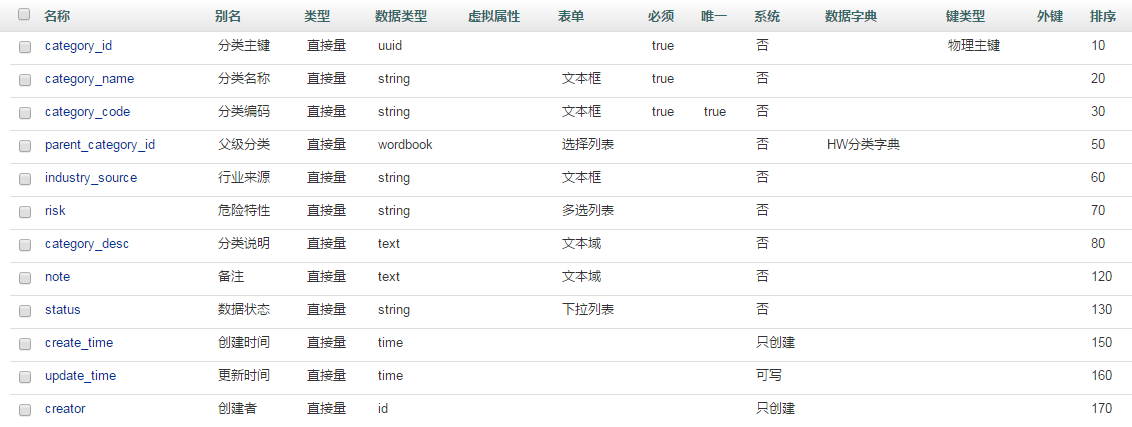 名称 别名 类型 数据类型 虚拟属性 表单 必须 唯一 系统 数据字典 键类型 外键 排序
category_id 分类主键 直接量 uuid true 否 物理主键 10
category_name 分类名称 直接量 string 文本框 true 否 20
category_code 分类编码 直接量 string 文本框 true true 否 30
parent_category_id 父级分类 直接量 wordbook 选择列表 否 HW分类字典 50
industry_source 行业来源 直接量 string 文本框 否 60
risk 危险特性 直接量 string 多选列表 否 70
category_desc 分类说明 直接量 text 文本域 否 80
note 备注 直接量 text 文本域 否 120
status 数据状态 直接量 string 下拉列表 否 130
create_time 创建时间 直接量 time 只创建 150
update_time 更新时间 直接量 time 可写 160
creator 创建者 直接量 id 只创建 170